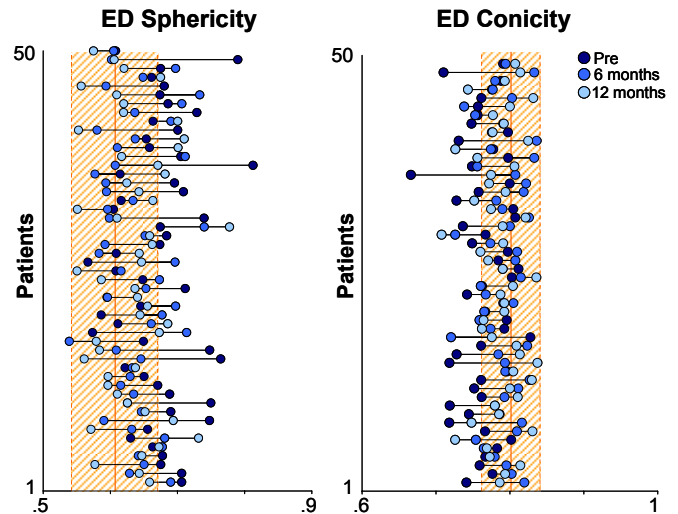 ED Sphericity
50
Patients
1
.5
.9
ED Conicity
50
Patients
1
.6
1
Pre
6 months
12 months